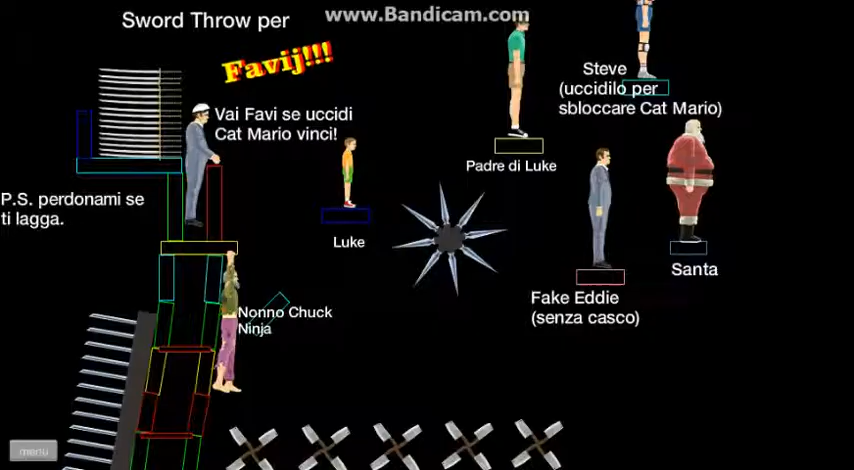 www.Bandicam.com
Sword Throw per
Favij!!!
Vai Favi se uccidi
Cat Mario vinci!
P.S. perdonami se
ti lagga.
Steve
(uccidilo per
sbloccare Cat Mario)
Padre di Luke
Luke
Santa
Fake Eddie
(senza casco)
Nonno Chuck
Ninja
menu